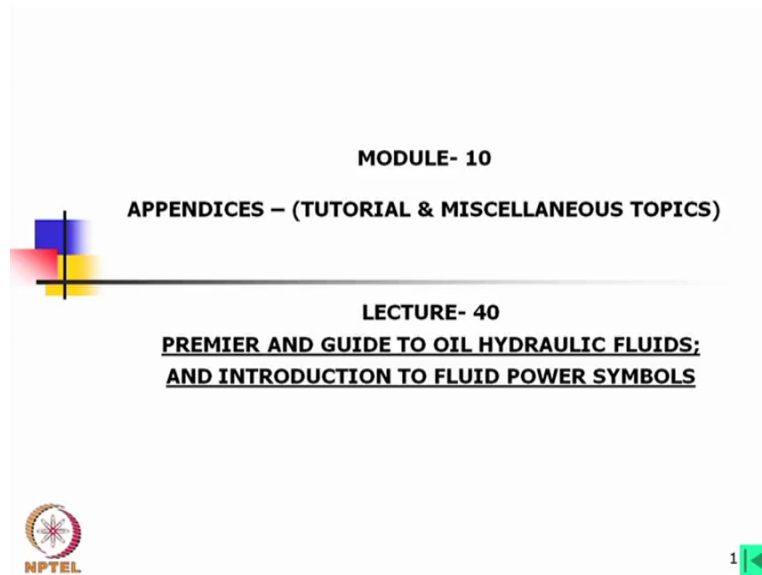 MODULE- 10
APPENDICES – (TUTORIAL & MISCELLANEOUS TOPICS)
LECTURE- 40
PREMIER AND GUIDE TO OIL HYDRAULIC FLUIDS;
AND INTRODUCTION TO FLUID POWER SYMBOLS
NPTEL
1